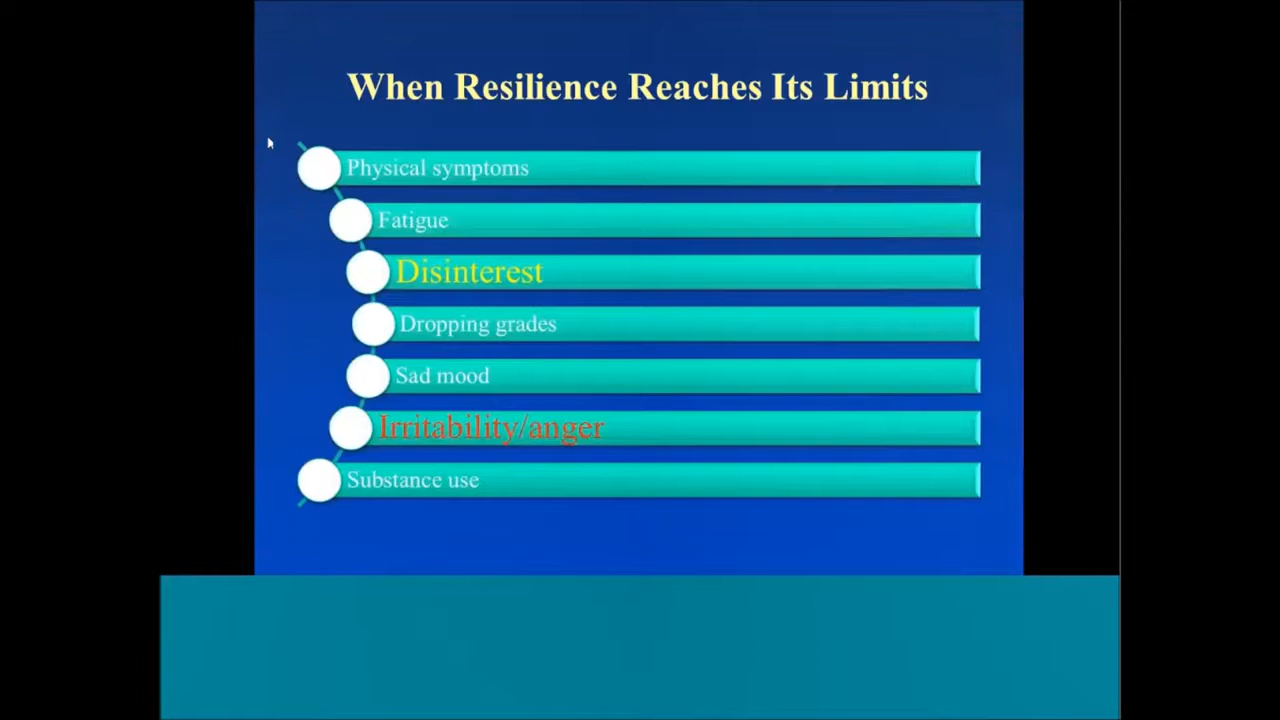 When Resilience Reaches Its Limits
Physical symptoms
Fatigue
Disinterest
Dropping grades
Sad mood
Irritability/anger
Substance use